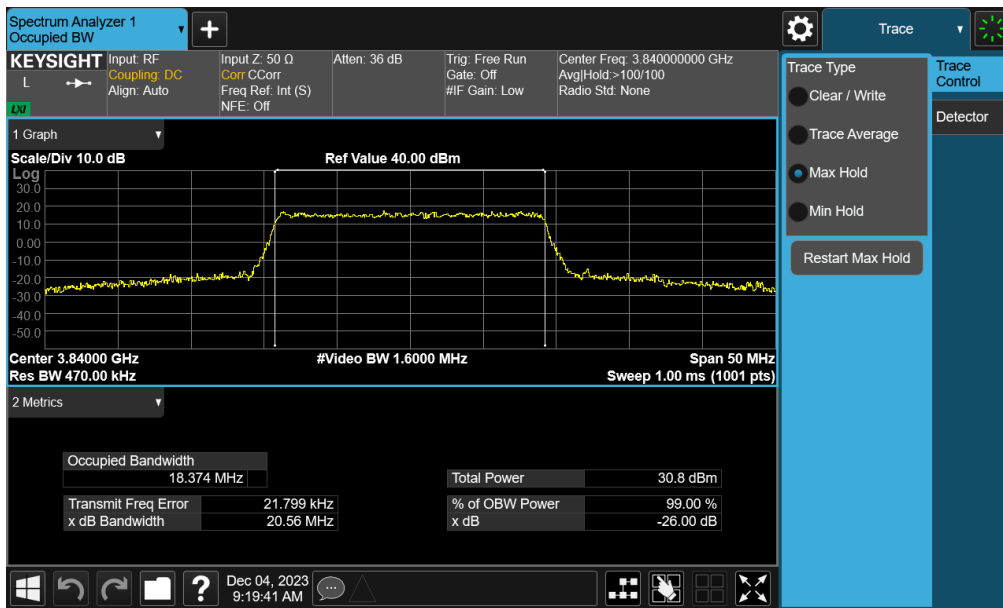 Spectrum Analyzer 1
Occupied BW
+
Trace
KEYSIGHT
L
LXI
Input: RF
Coupling: DC
Align: Auto
Input Z: 50 Ω
Corr CCorr
Freq Ref: Int (S)
NFE: Off
Atten: 36 dB
Trig: Free Run
Gate: Off
#IF Gain: Low
Center Freq: 3.840000000 GHz
Avg|Hold:>100/100
Radio Std: None
Trace Type
Clear / Write
Trace Average
Max Hold
Min Hold
Restart Max Hold
Trace
Control
Detector
1 Graph
Scale/Div 10.0 dB
Ref Value 40.00 dBm
Log
30.0
20.0
10.0
0.00
-10.0
-20.0
-30.0
-40.0
-50.0
Center 3.84000 GHz
#Video BW 1.6000 MHz
Span 50 MHz
Res BW 470.00 kHz
Sweep 1.00 ms (1001 pts)
2 Metrics
Occupied Bandwidth
18.374 MHz
Total Power 30.8 dBm
Transmit Freq Error 21.799 kHz
% of OBW Power 99.00 %
x dB Bandwidth 20.56 MHz
x dB -26.00 dB
?
Dec 04, 2023
9:19:41 AM